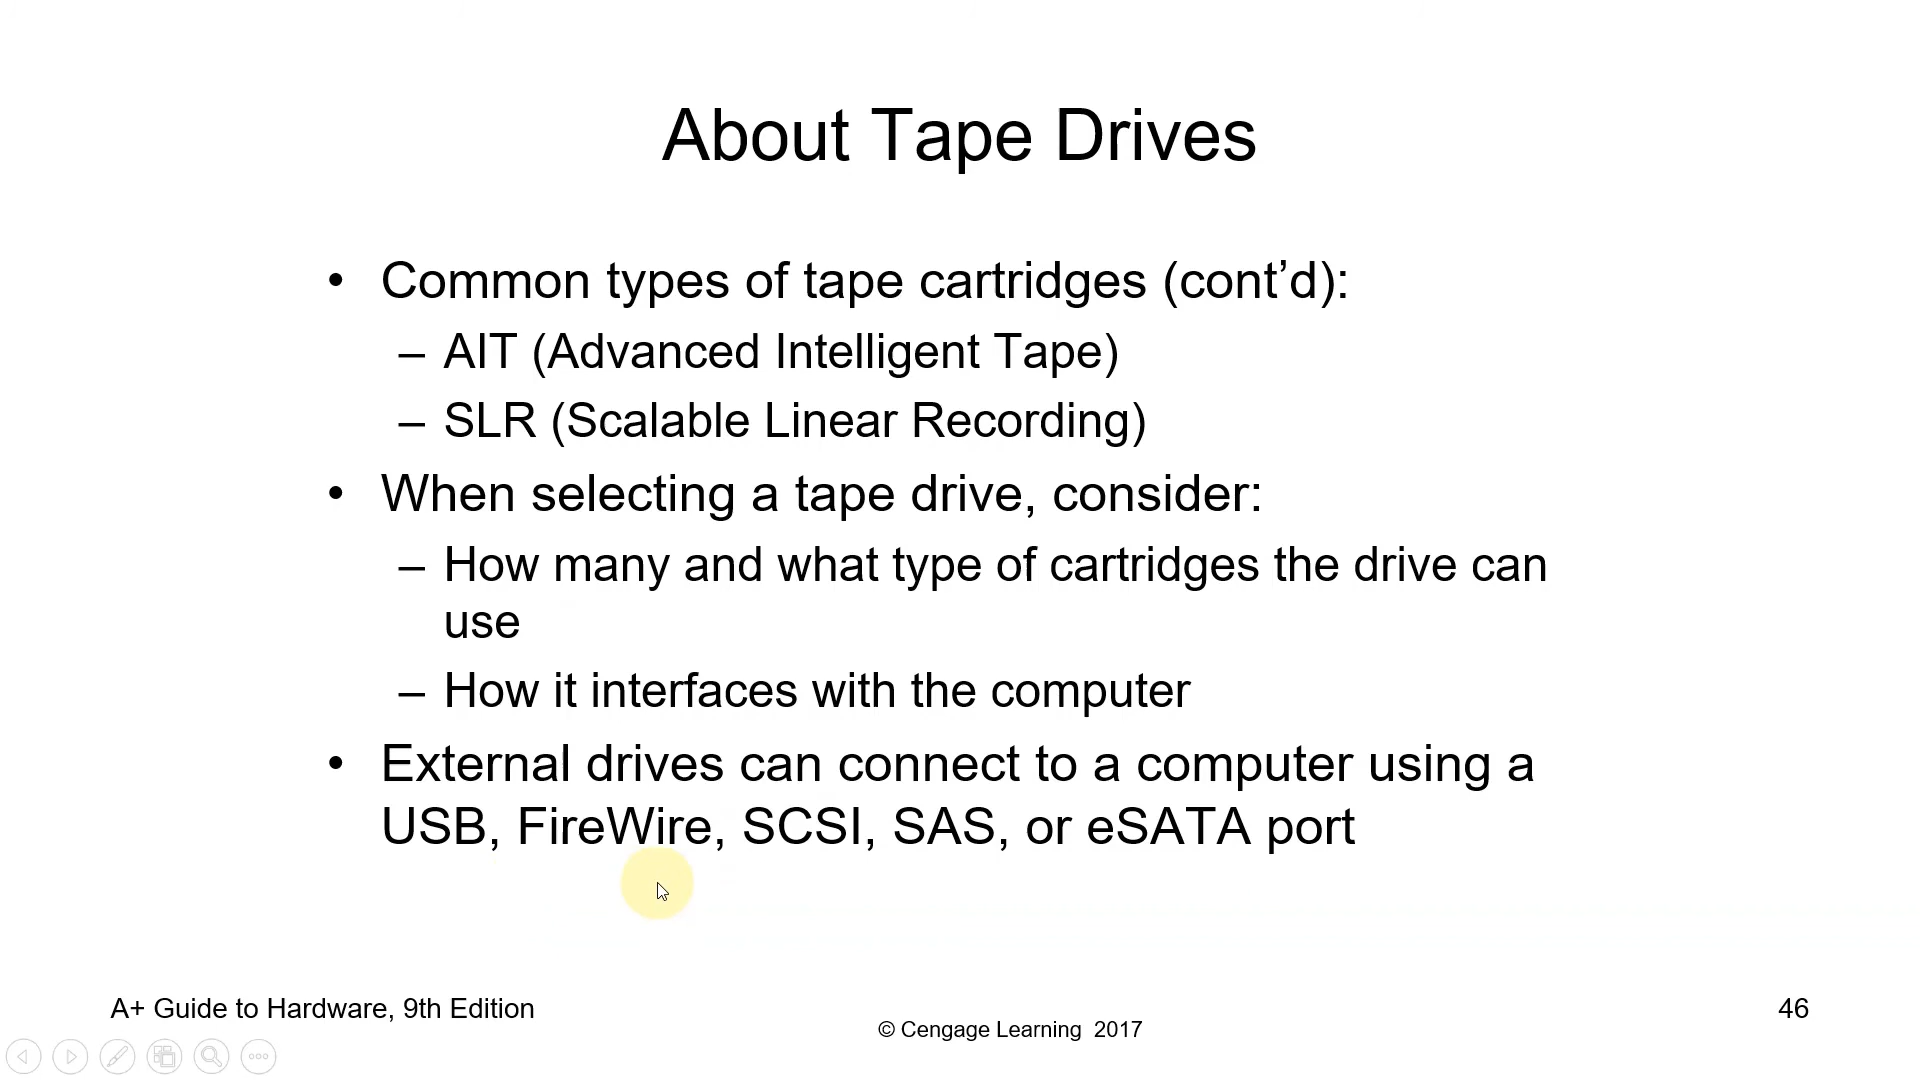 About Tape Drives
• Common types of tape cartridges (cont’d):
– AIT (Advanced Intelligent Tape)
– SLR (Scalable Linear Recording)
• When selecting a tape drive, consider:
– How many and what type of cartridges the drive can
use
– How it interfaces with the computer
• External drives can connect to a computer using a
USB, FireWire, SCSI, SAS, or eSATA port
A+ Guide to Hardware, 9th Edition
© Cengage Learning 2017
46